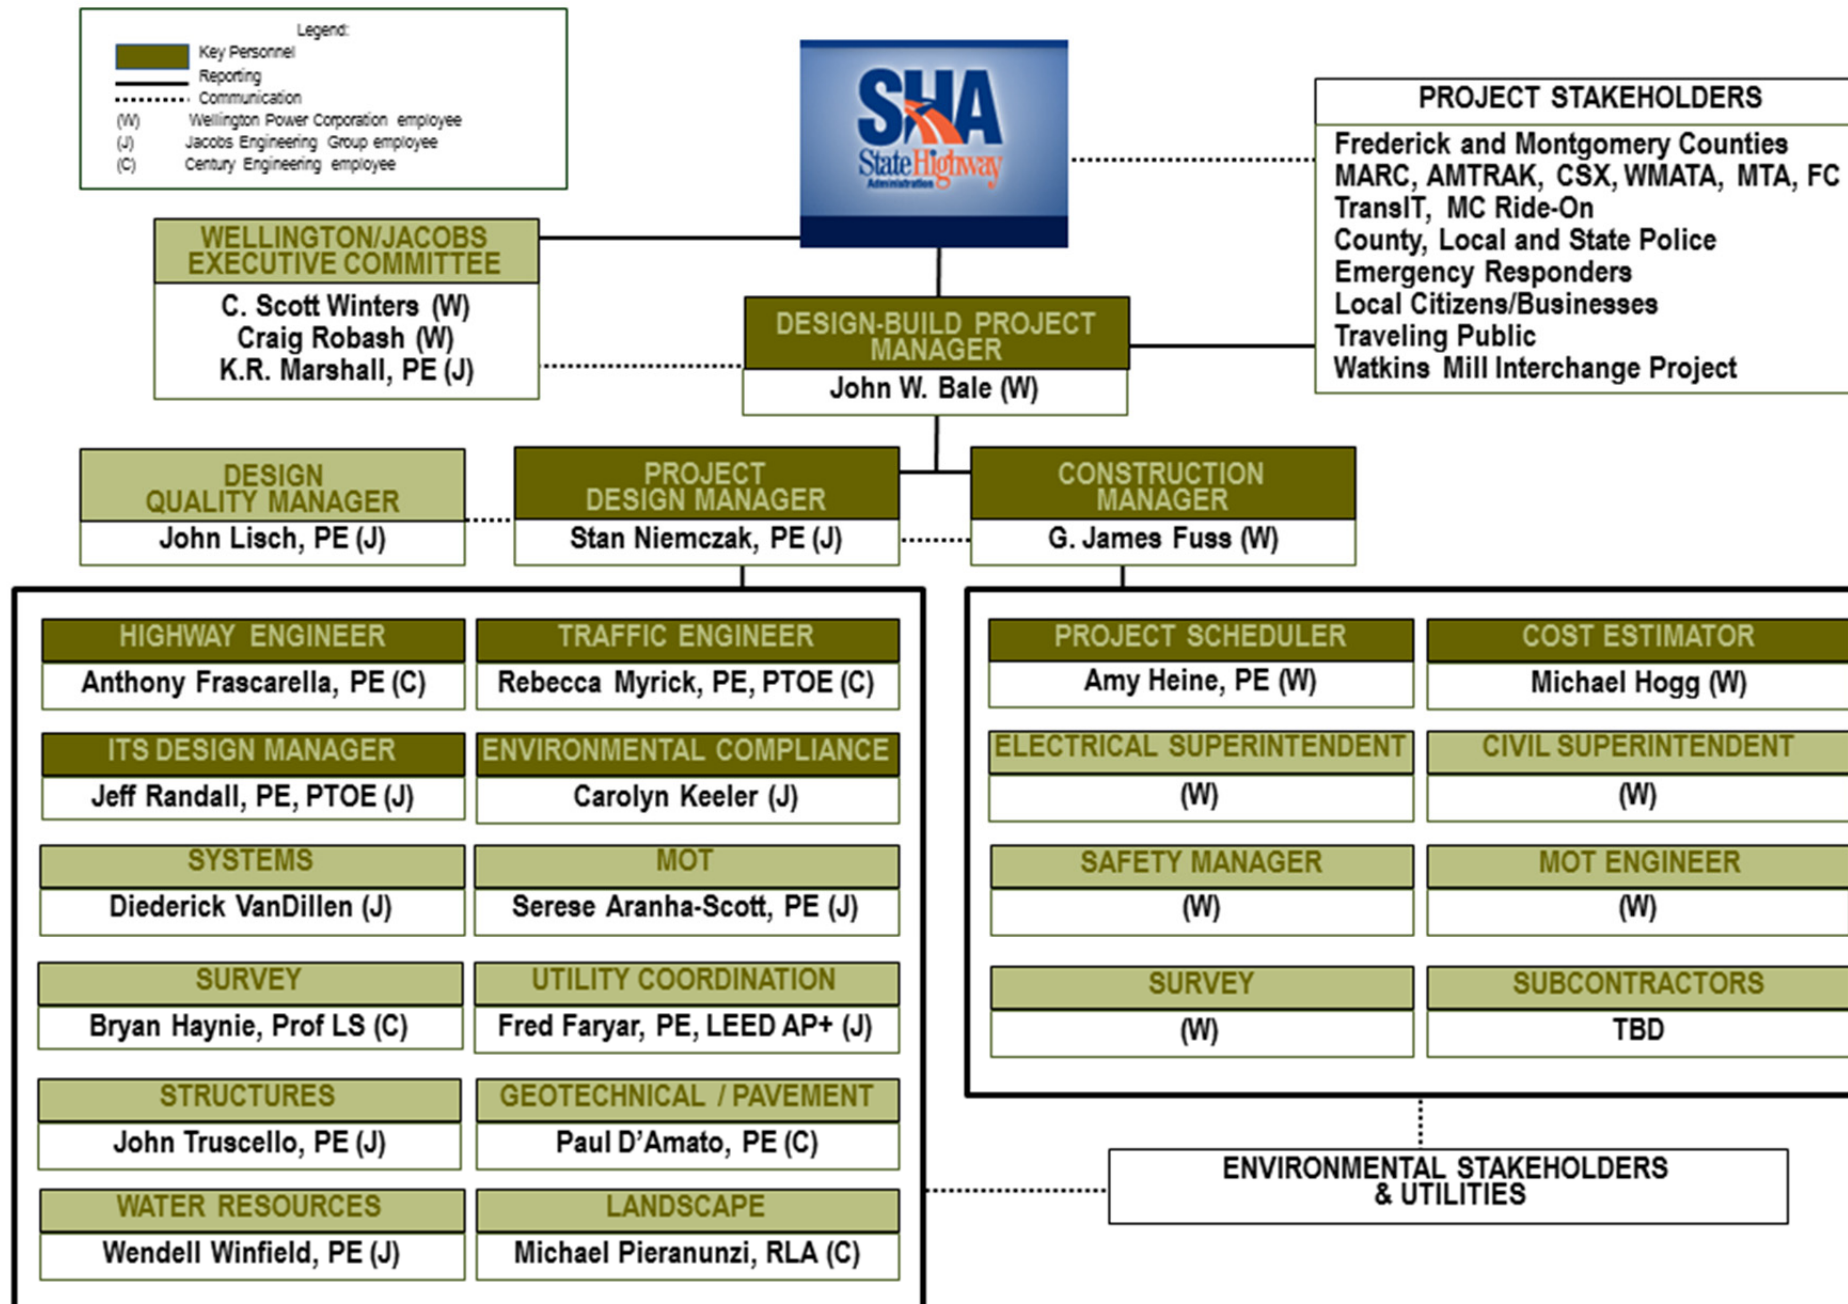 Legend:
Key Personnel
Reporting
Communication
(W) Wellington Power Corporation employee
(J) Jacobs Engineering Group employee
(C) Century Engineering employee
SHA
State Highway
Administration
PROJECT STAKEHOLDERS
Frederick and Montgomery Counties
MARC, AMTRAK, CSX, WMATA, MTA, FC
TransIT, MC Ride-On
County, Local and State Police
Emergency Responders
Local Citizens/Businesses
Traveling Public
Watkins Mill Interchange Project
WELLINGTON/JACOBS
EXECUTIVE COMMITTEE
C. Scott Winters (W)
Craig Robash (W)
K.R. Marshall, PE (J)
DESIGN-BUILD PROJECT
MANAGER
John W. Bale (W)
DESIGN
QUALITY MANAGER
John Lisch, PE (J)
PROJECT
DESIGN MANAGER
Stan Niemczak, PE (J)
CONSTRUCTION
MANAGER
G. James Fuss (W)
HIGHWAY ENGINEER
Anthony Frascarella, PE (C)
TRAFFIC ENGINEER
Rebecca Myrick, PE, PTOE (C)
ITS DESIGN MANAGER
Jeff Randall, PE, PTOE (J)
ENVIRONMENTAL COMPLIANCE
Carolyn Keeler (J)
SYSTEMS
Diederick VanDillen (J)
MOT
Serese Aranha-Scott, PE (J)
SURVEY
Bryan Haynie, Prof LS (C)
UTILITY COORDINATION
Fred Faryar, PE, LEED AP+ (J)
STRUCTURES
John Truscello, PE (J)
GEOTECHNICAL / PAVEMENT
Paul D'Amato, PE (C)
WATER RESOURCES
Wendell Winfield, PE (J)
LANDSCAPE
Michael Pieranunzi, RLA (C)
PROJECT SCHEDULER
Amy Heine, PE (W)
COST ESTIMATOR
Michael Hogg (W)
ELECTRICAL SUPERINTENDENT
(W)
CIVIL SUPERINTENDENT
(W)
SAFETY MANAGER
(W)
MOT ENGINEER
(W)
SURVEY
(W)
SUBCONTRACTORS
TBD
ENVIRONMENTAL STAKEHOLDERS
& UTILITIES